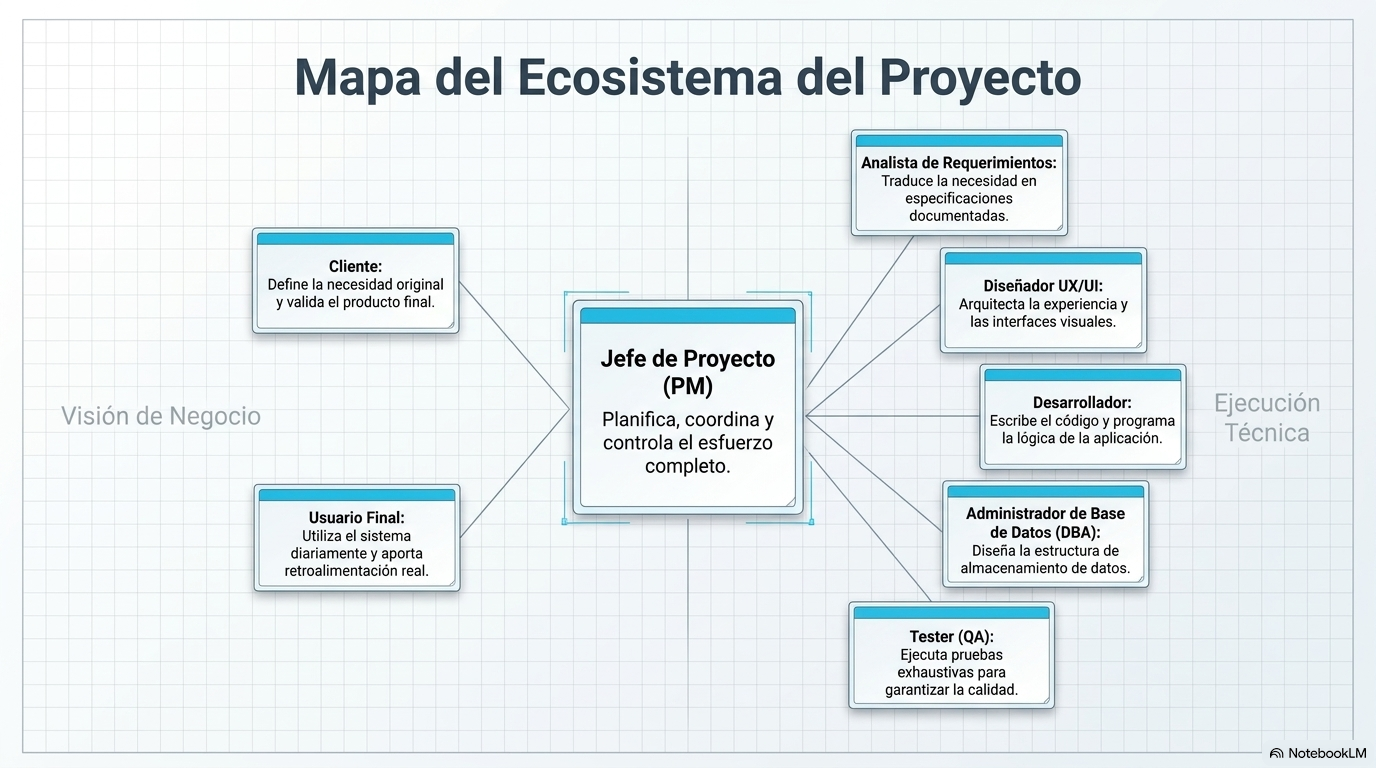 Mapa del Ecosistema del Proyecto
Visión de Negocio
Cliente:
Define la necesidad original
y valida el producto final.
Usuario Final:
Utiliza el sistema
diariamente y aporta
retroalimentación real.
Jefe de Proyecto
(PM)
Planifica, coordina y
controla el esfuerzo
completo.
Analista de Requerimientos:
Traduce la necesidad en
especificaciones
documentadas.
Diseñador UX/UI:
Arquitecta la experiencia y
las interfaces visuales.
Desarrollador:
Escribe el código y programa
la lógica de la aplicación.
Administrador de Base
de Datos (DBA):
Diseña la estructura de
almacenamiento de datos.
Tester (QA):
Ejecuta pruebas
exhaustivas para
garantizar la calidad.
Ejecución
Técnica
NotebookLM